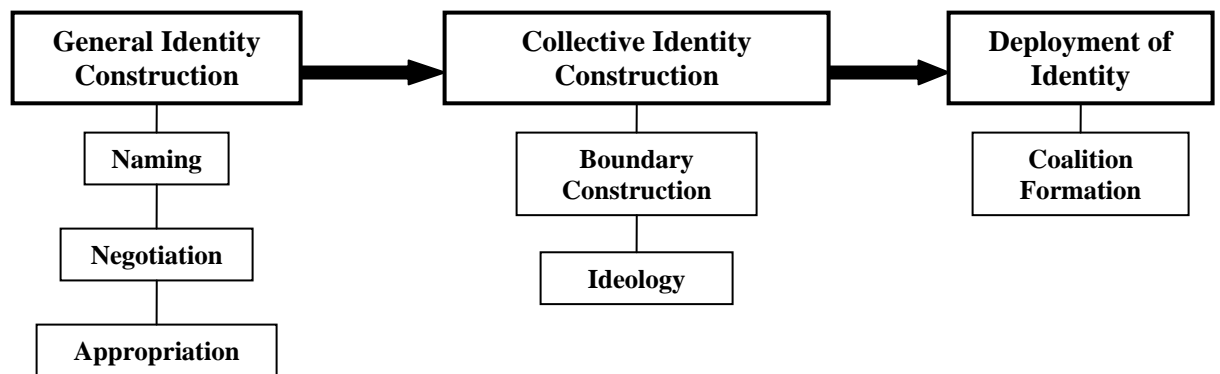 General Identity
Construction
Collective Identity
Construction
Deployment of
Identity
Naming
Negotiation
Appropriation
Boundary
Construction
Ideology
Coalition
Formation